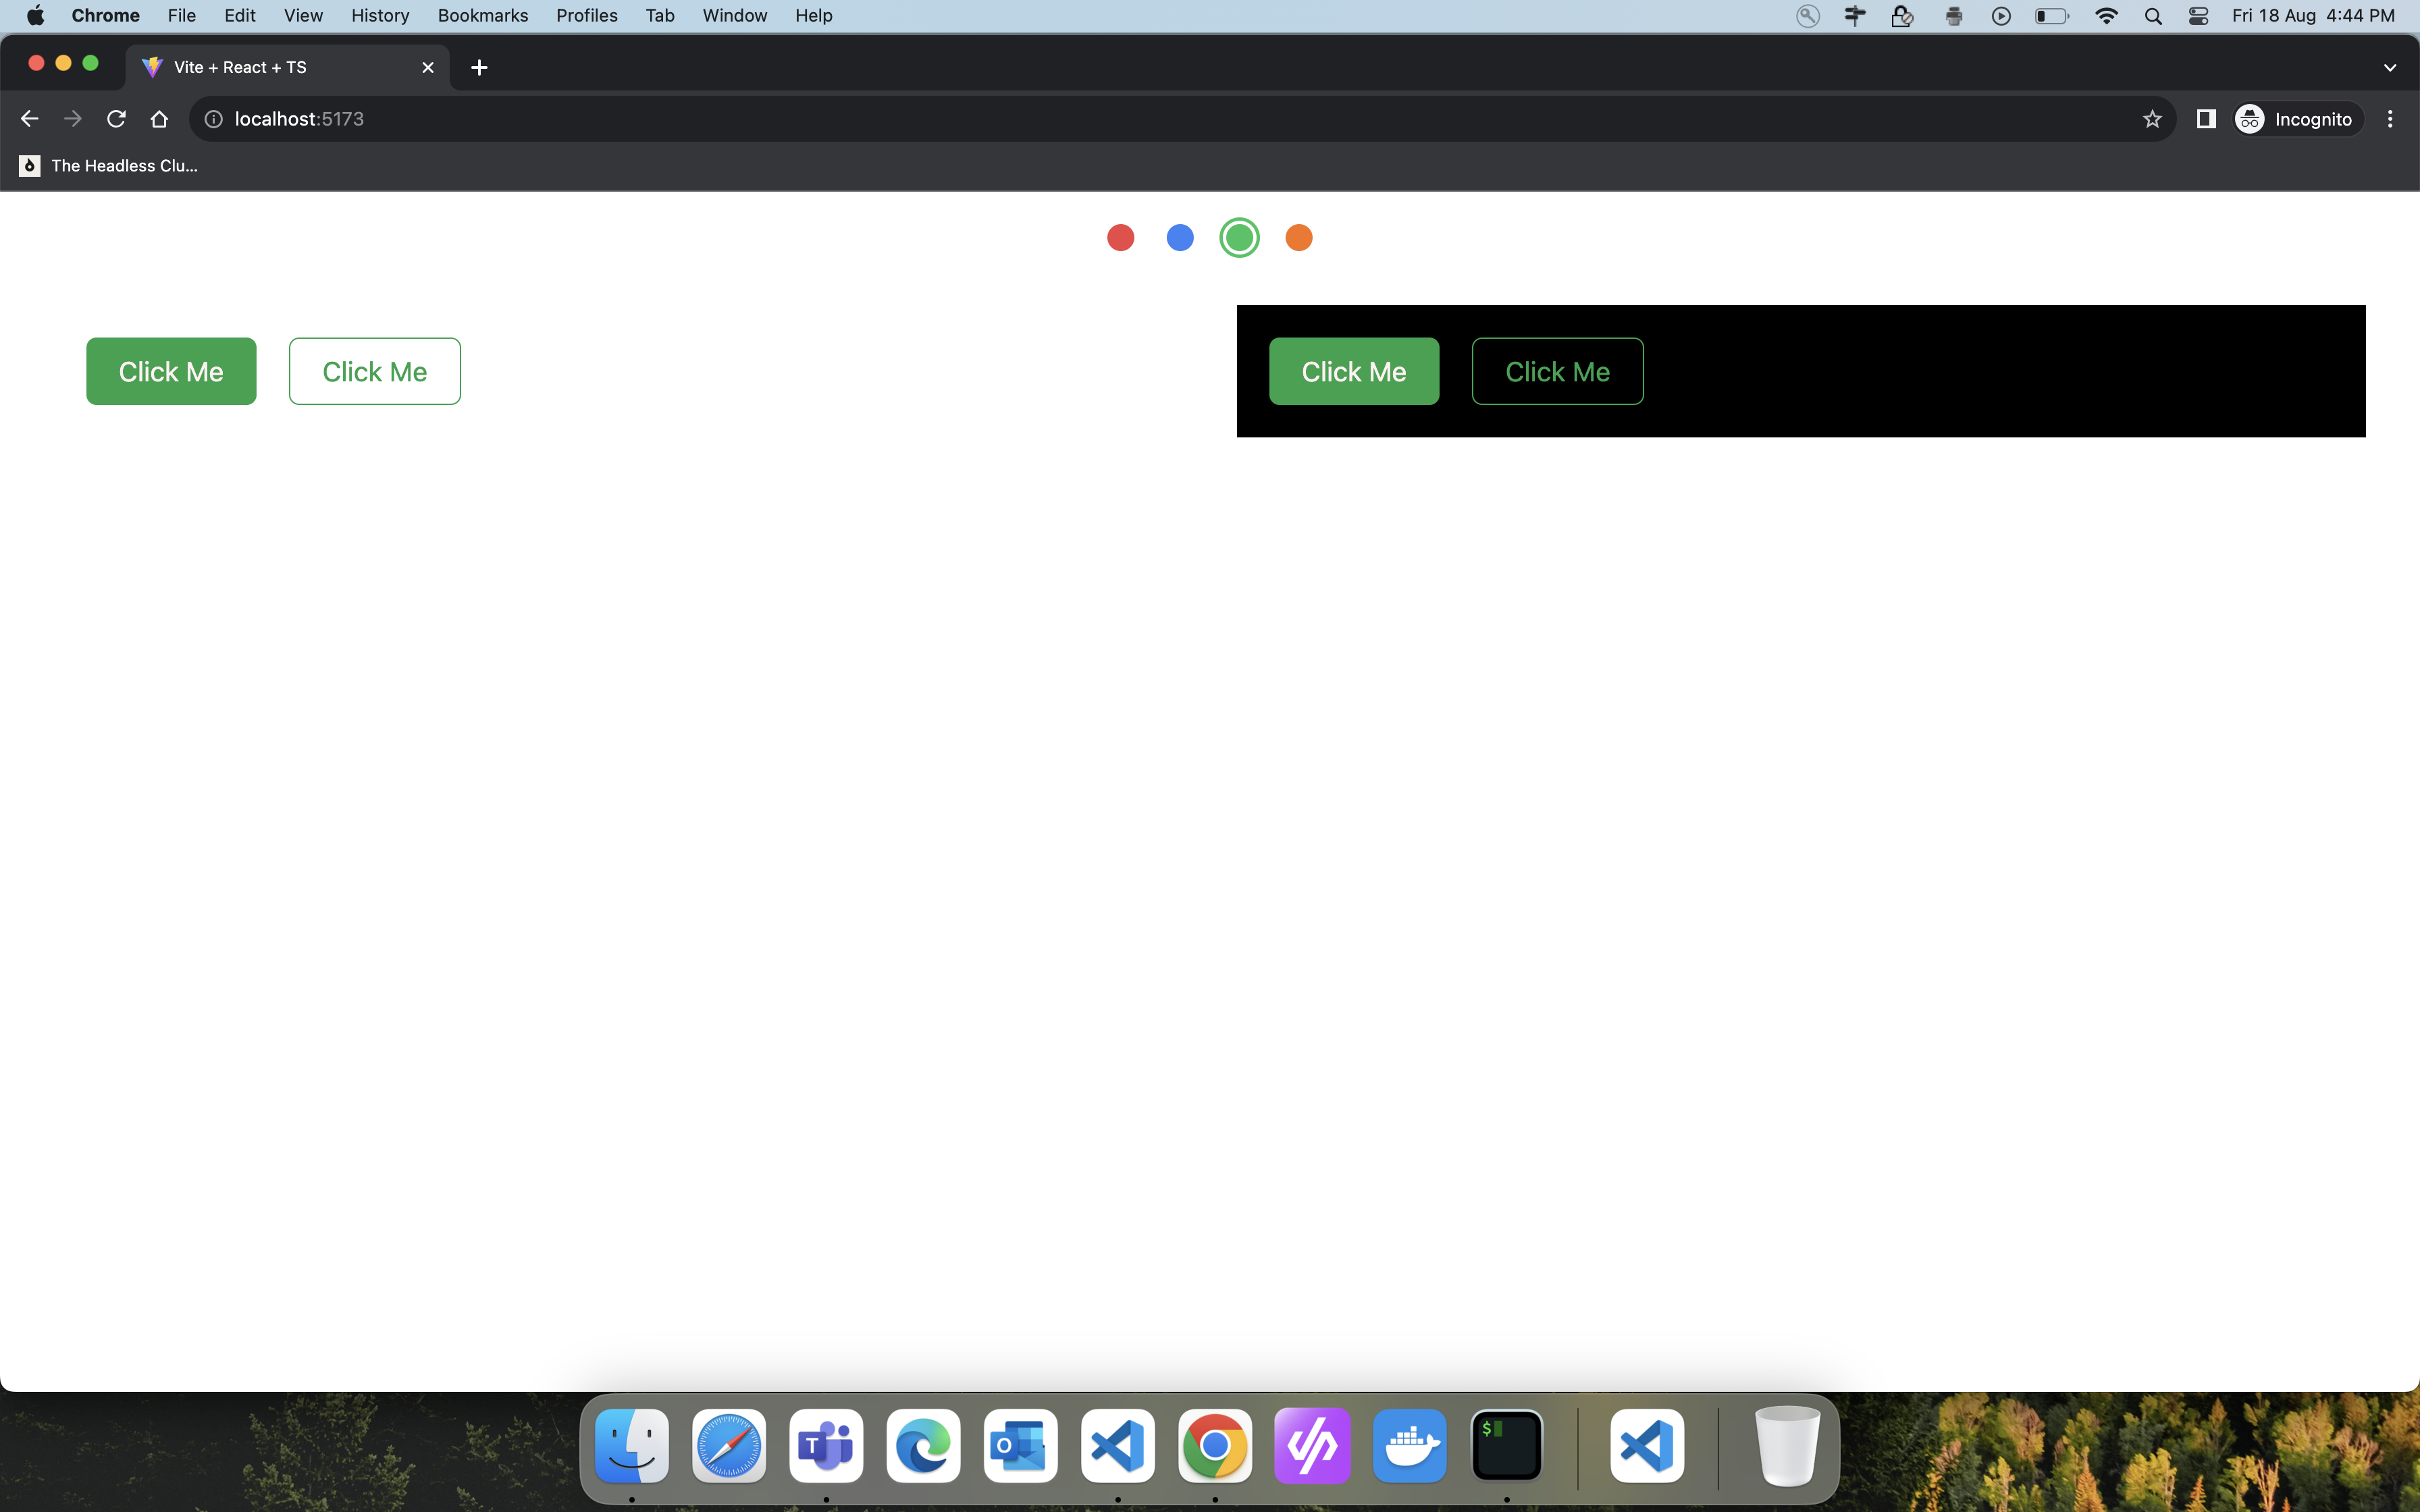 Chrome File Edit View History Bookmarks Profiles Tab Window Help Fri 18 Aug 4:44 PM
Vite + React + TS
localhost:5173 Incognito
The Headless Clu...
Click Me Click Me Click Me Click Me
T O $